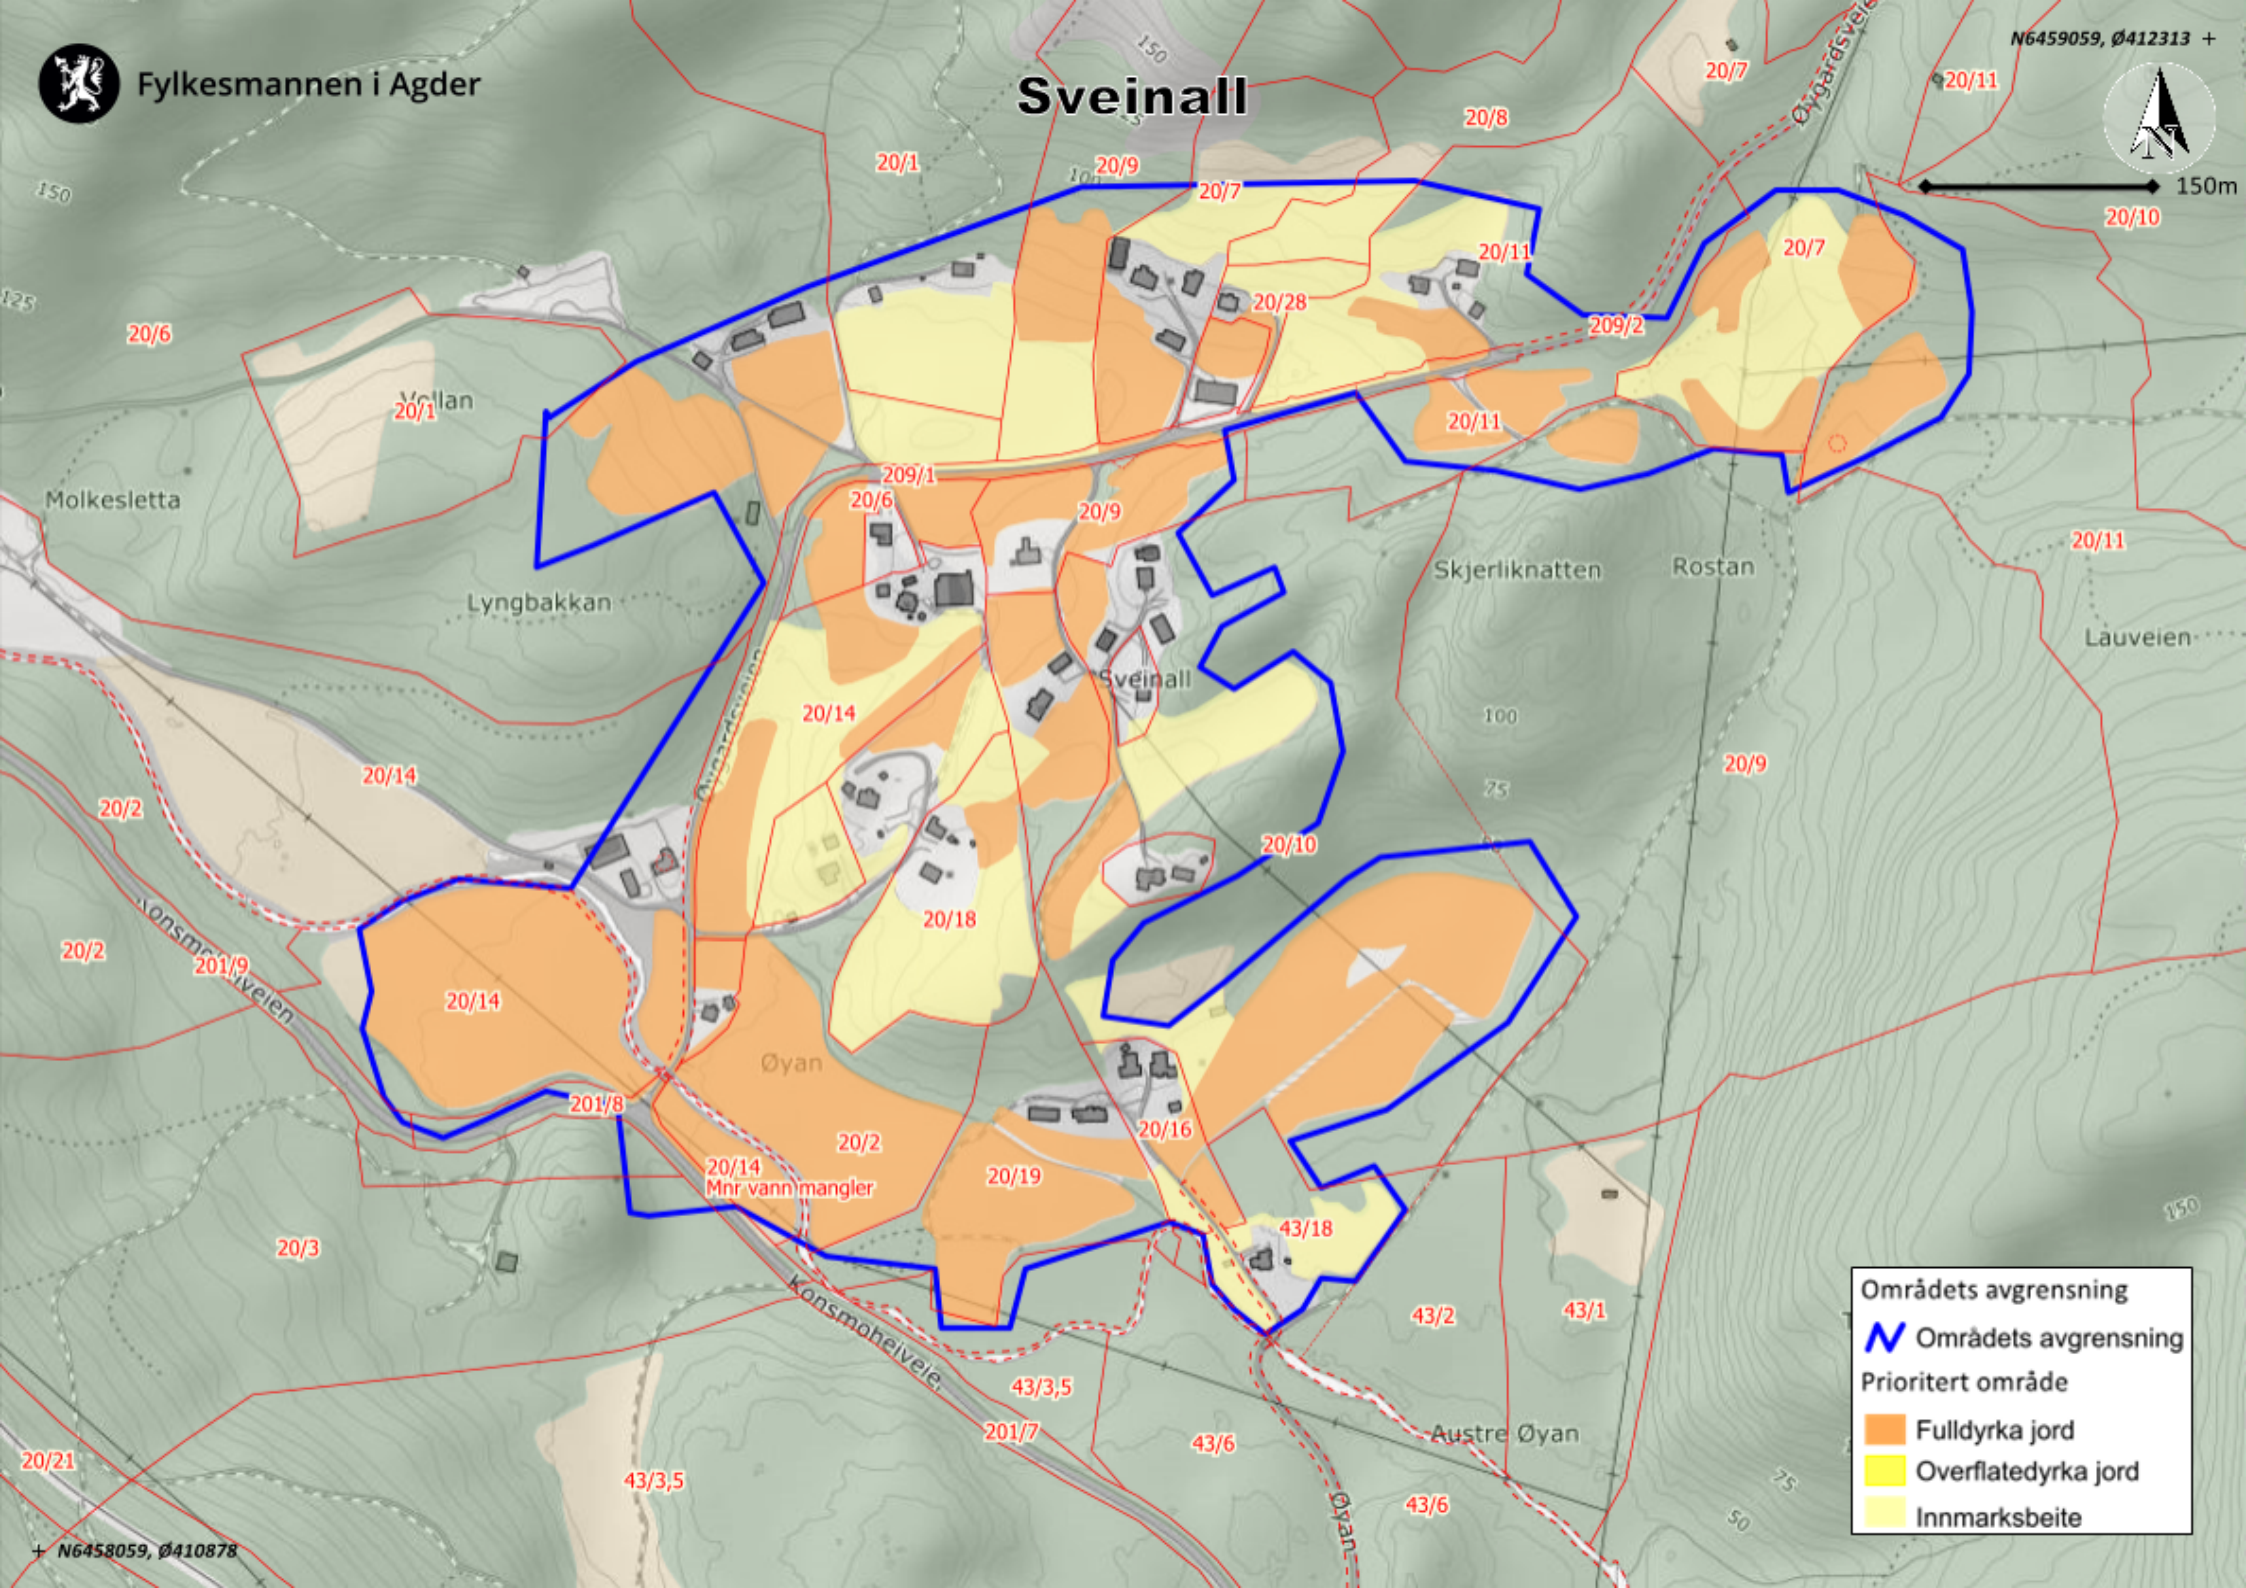 Fylkesmannen i Agder
Sveinall
N6459059, Ø412313 +
150m
150
150
125
100
20/7
20/11
20/8
20/1
20/9
20/7
20/10
20/6
20/11
20/7
20/28
209/2
Vollan
20/1
20/11
Øygardsveie
Molkesletta
209/1
20/6
20/9
20/11
Skjerliknatten
Rostan
Lyngbakkan
Lauveien
Sveinall
20/14
Øygardsveien
100
20/14
20/9
75
20/2
20/10
20/18
20/2
201/9
20/14
Øyan
201/8
20/2
20/16
20/14
Mnr vann mangler
20/19
20/3
43/18
43/2
43/1
150
Konsmoheiveie
43/3,5
201/7
43/6
Austre Øyan
20/21
43/3,5
43/6
Øyan
75
50
+ N6458059, Ø410878
Områdets avgrensning
Områdets avgrensning
Prioritert område
Fulldyrka jord
Overflatedyrka jord
Innmarksbeite
N